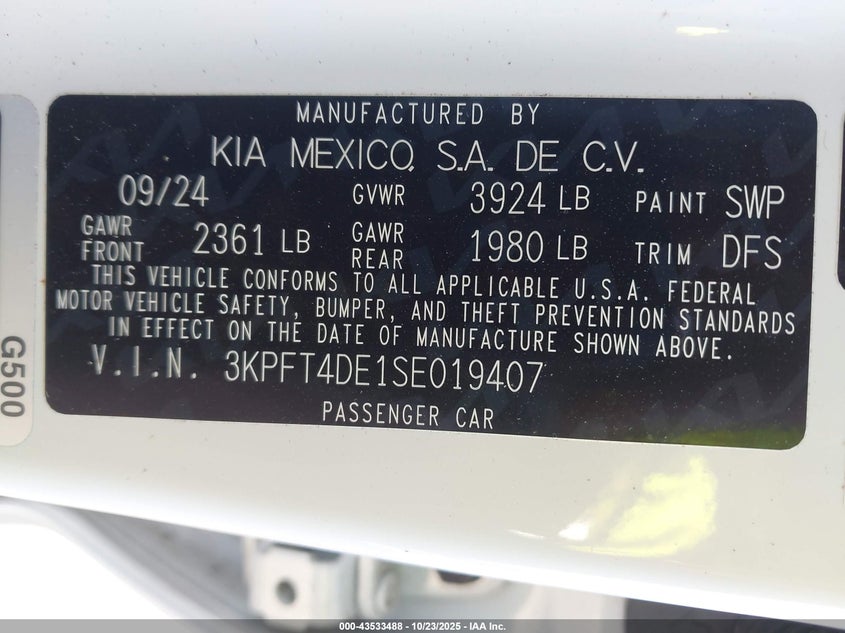 MANUFACTURED BY
KIA MEXICO, S.A. DE C.V.
09/24 GVWR 3924 LB PAINT SWP
GAWR FRONT 2361 LB GAWR REAR 1980 LB TRIM DFS
THIS VEHICLE CONFORMS TO ALL APPLICABLE U.S.A. FEDERAL
MOTOR VEHICLE SAFETY, BUMPER, AND THEFT PREVENTION STANDARDS
IN EFFECT ON THE DATE OF MANUFACTURE SHOWN ABOVE.
V.I.N. 3KPFT4DE1SE019407
PASSENGER CAR
G500
000-43533488 - 10/23/2025 - IAA Inc.